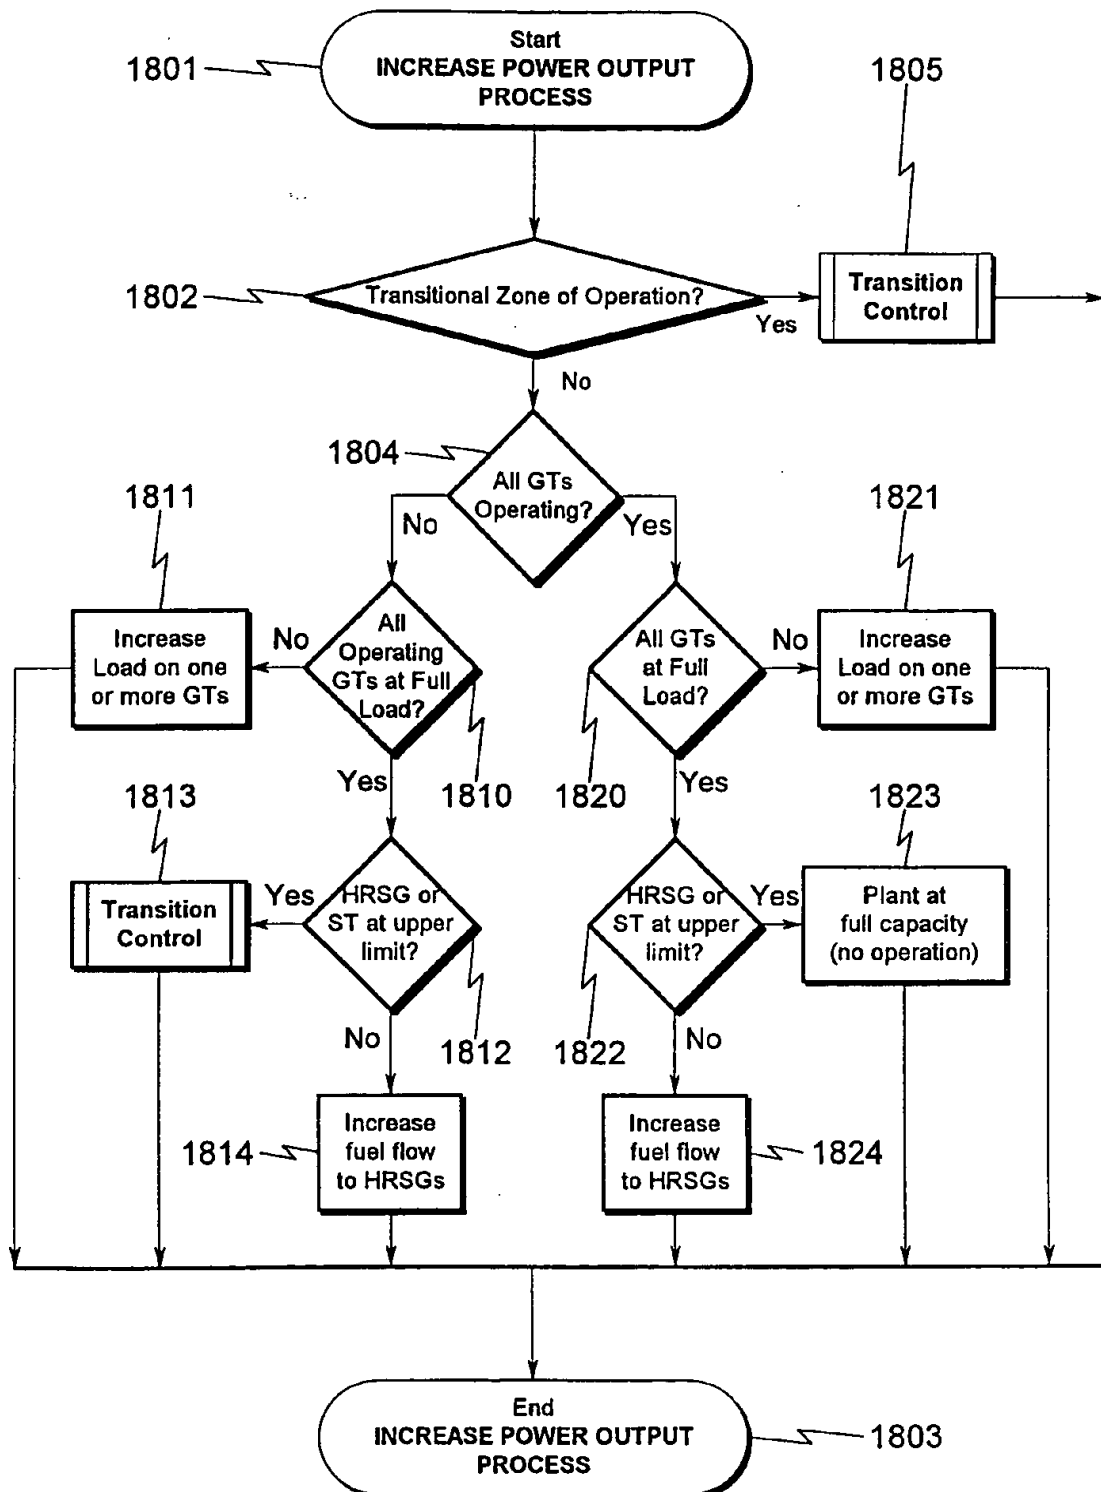 Start
INCREASE POWER OUTPUT
PROCESS
1801
1805
1802
Transitional Zone of Operation?
Yes
Transition
Control
No
1804
All GTs
Operating?
No
Yes
1811
1821
Increase
Load on one
or more GTs
No
All
Operating
GTs at Full
Load?
All GTs
at Full
Load?
No
Increase
Load on one
or more GTs
Yes
1810
1820
Yes
1813
1823
Transition
Control
Yes
HRSG or
ST at upper
limit?
HRSG or
ST at upper
limit?
Yes
Plant at
full capacity
(no operation)
No
1812
1822
No
1814
Increase
fuel flow
to HRSGs
Increase
fuel flow
to HRSGs
1824
End
INCREASE POWER OUTPUT
PROCESS
1803